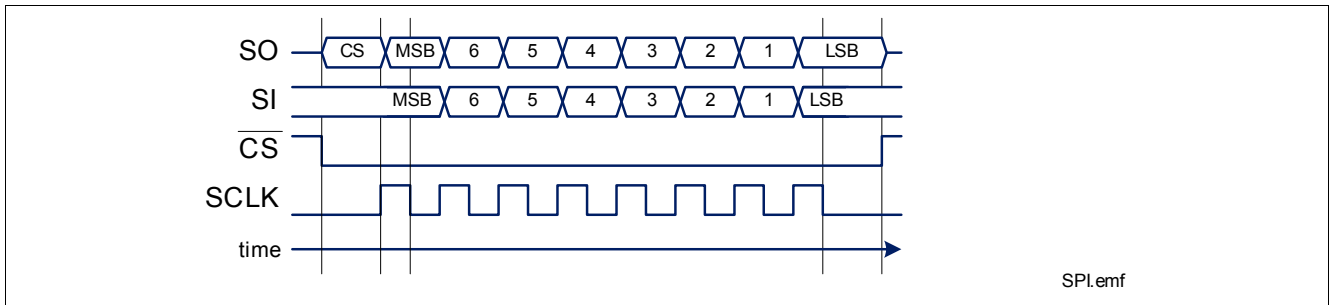 SO CS MSB 6 5 4 3 2 1 LSB
SI MSB 6 5 4 3 2 1 LSB
CS
SCLK
time
SPI.emf